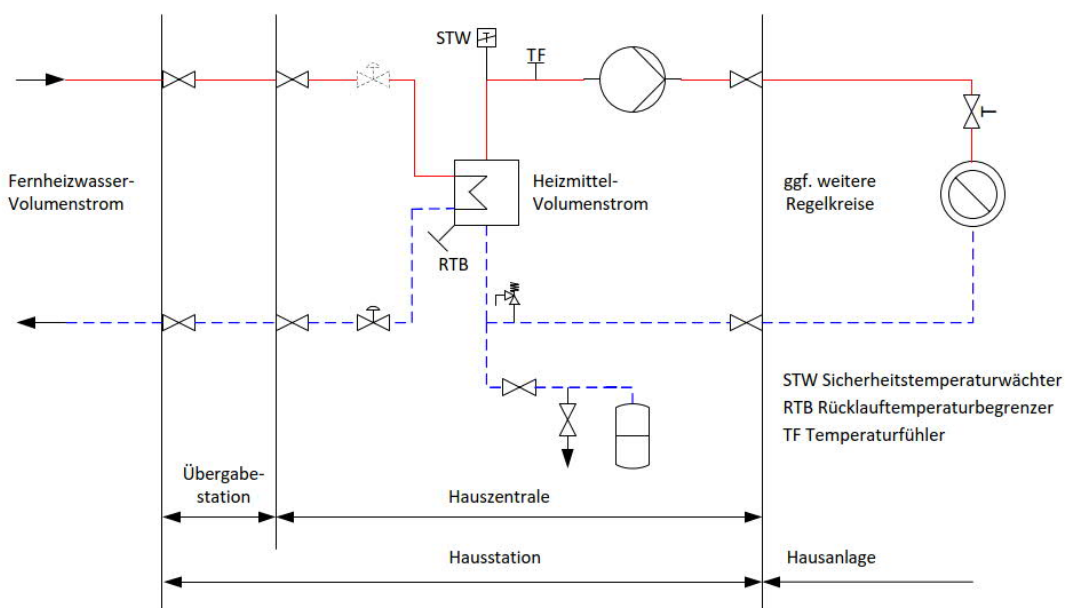 STW
TF
Fernheizwasser-
Volumenstrom
Heizmittel-
Volumenstrom
ggf. weitere
Regelkreise
T
RTB
STW Sicherheitstemperaturwächter
RTB Rücklauftemperaturbegrenzer
TF Temperaturfühler
Übergabe-
station
Hauszentrale
Hausstation
Hausanlage